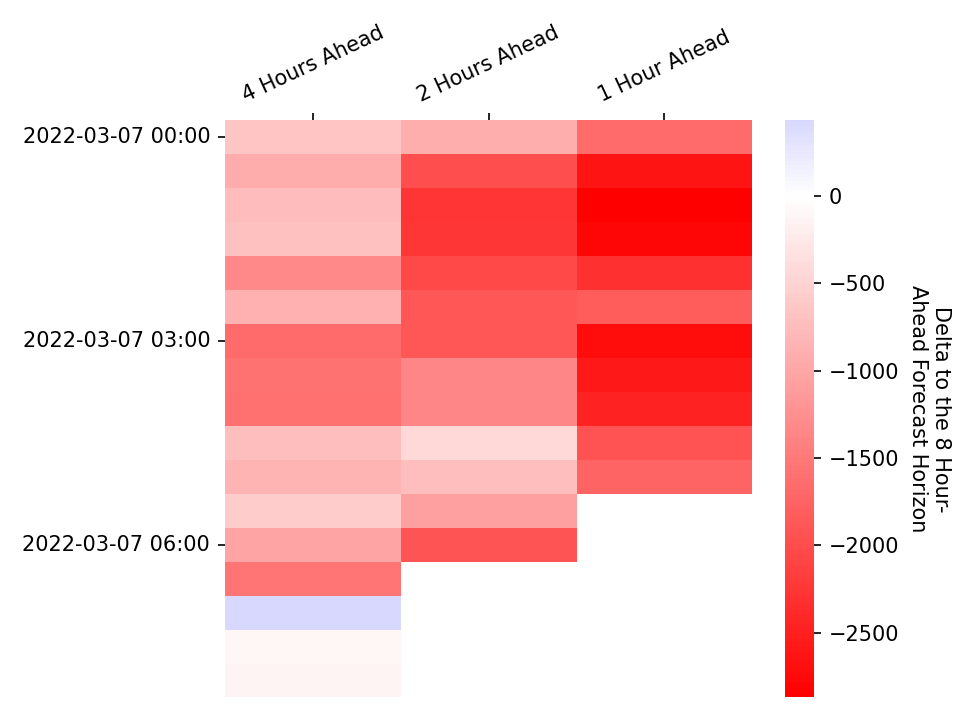 4 Hours Ahead
2 Hours Ahead
1 Hour Ahead
2022-03-07 00:00
2022-03-07 03:00
2022-03-07 06:00
0
−500
−1000
−1500
−2000
−2500
Delta to the 8 Hour-
Ahead Forecast Horizon